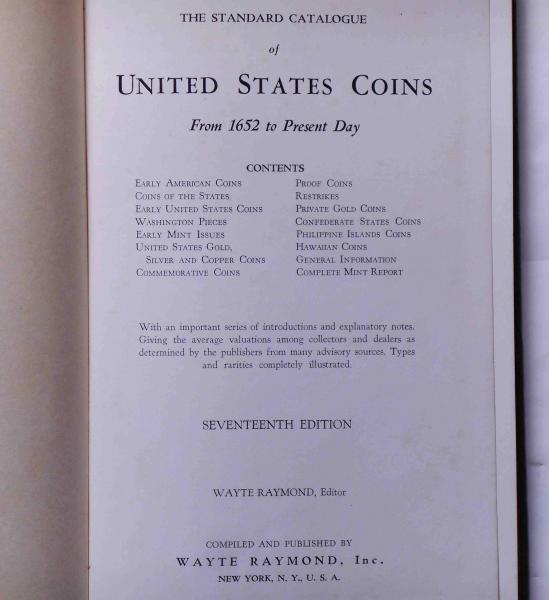 THE STANDARD CATALOGUE
of
UNITED STATES COINS
From 1652 to Present Day
CONTENTS
EARLY AMERICAN COINS
COINS OF THE STATES
EARLY UNITED STATES COINS
WASHINGTON PIECES
EARLY MINT ISSUES
UNITED STATES GOLD,
SILVER AND COPPER COINS
COMMEMORATIVE COINS
PROOF COINS
RESTRIKES
PRIVATE GOLD COINS
CONFEDERATE STATES COINS
PHILIPPINE ISLANDS COINS
HAWAIIAN COINS
GENERAL INFORMATION
COMPLETE MINT REPORT
With an important series of introductions and explanatory notes.
Giving the average valuations among collectors and dealers as
determined by the publishers from many advisory sources. Types
and rarities completely illustrated.
SEVENTEENTH EDITION
WAYTE RAYMOND, Editor
COMPILED AND PUBLISHED BY
WAYTE RAYMOND, Inc.
NEW YORK, N. Y., U. S. A.